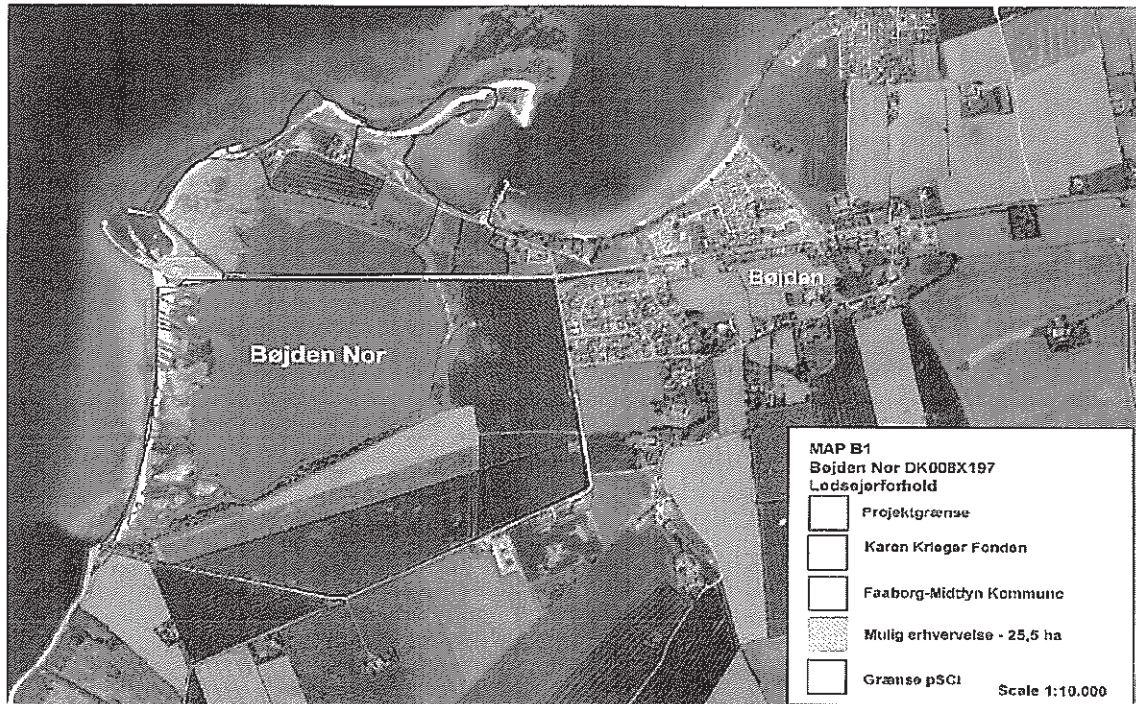 Bøjden
Bøjden Nor
MAP B1
Bøjden Nor DK008X197
Lodsejerforhold
Projektgrænse
Karen Krieger Fonden
Faaborg-Midtfyn Kommune
Mulig erhvervelse - 25,5 ha
Grænse pSCI
Scale 1:10.000